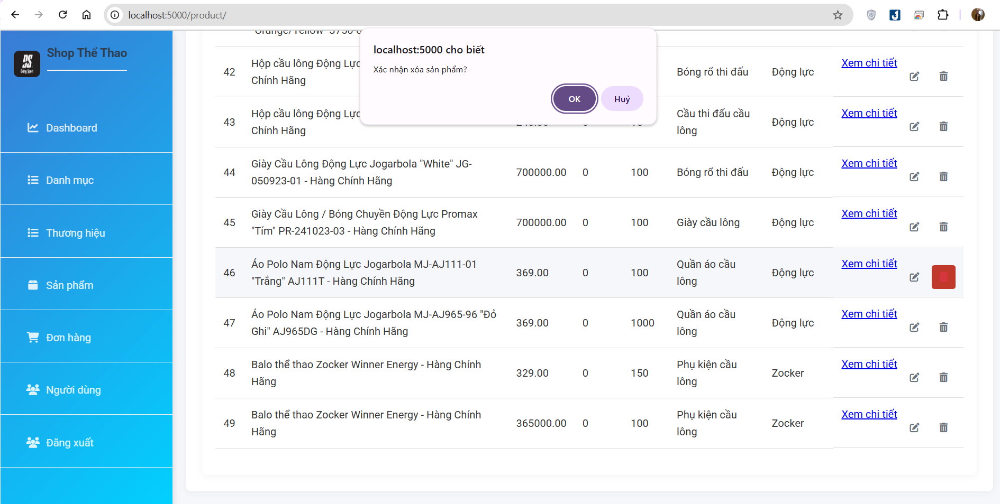 localhost:5000/product/
DS
Dũng Sport
Shop Thể Thao
Dashboard
Danh mục
Thương hiệu
Sản phẩm
Đơn hàng
Người dùng
Đăng xuất
localhost:5000 cho biết
Xác nhận xóa sản phẩm?
OK
Huỷ
"Orange/Yellow"
42 Hộp cầu lông Động Lực Bóng rổ thi đấu Động lực Xem chi tiết
Chính Hãng
43 Hộp cầu lông Động Lực Cầu thi đấu cầu Động lực Xem chi tiết
Chính Hãng lông
44 Giày Cầu Lông Động Lực Jogarbola "White" JG- 700000.00 0 100 Bóng rổ thi đấu Động lực Xem chi tiết
050923-01 - Hàng Chính Hãng
45 Giày Cầu Lông / Bóng Chuyền Động Lực Promax 700000.00 0 100 Giày cầu lông Động lực Xem chi tiết
"Tím" PR-241023-03 - Hàng Chính Hãng
46 Áo Polo Nam Động Lực Jogarbola MJ-AJ111-01 369.00 0 100 Quần áo cầu Động lực Xem chi tiết
"Trắng" AJ111T - Hàng Chính Hãng lông
47 Áo Polo Nam Động Lực Jogarbola MJ-AJ965-96 "Đỏ 369.00 0 1000 Quần áo cầu Động lực Xem chi tiết
Ghi" AJ965DG - Hàng Chính Hãng lông
48 Balo thể thao Zocker Winner Energy - Hàng Chính 329.00 0 150 Phụ kiện cầu Zocker Xem chi tiết
Hãng lông
49 Balo thể thao Zocker Winner Energy - Hàng Chính 365000.00 0 100 Phụ kiện cầu Zocker Xem chi tiết
Hãng lông